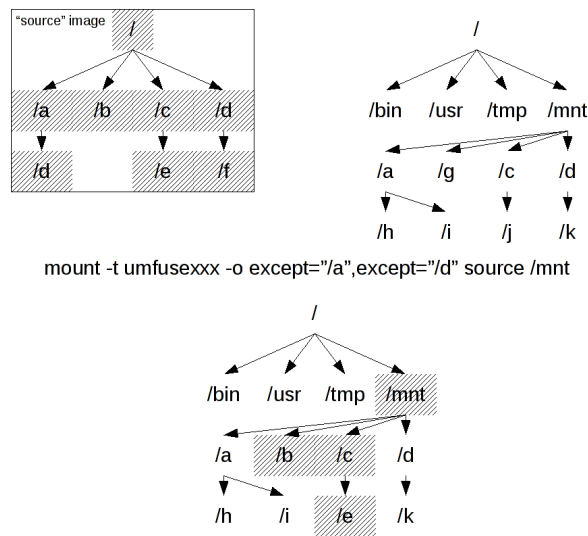 “source” image
/
/a /b /c /d
/d /e /f
/
/bin /usr /tmp /mnt
/a /g /c /d
/h /i /j /k
mount -t umfusexxx -o except=”/a”,except=”/d” source /mnt
/
/bin /usr /tmp /mnt
/a /b /c /d
/h /i /e /k